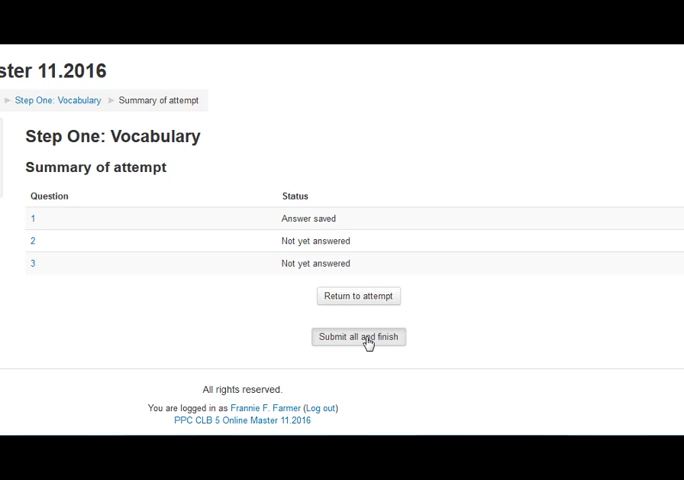 ster 11.2016
Step One: Vocabulary Summary of attempt
Step One: Vocabulary
Summary of attempt
Question Status
1 Answer saved
2 Not yet answered
3 Not yet answered
Return to attempt
Submit all and finish
All rights reserved.
You are logged in as Frannie F. Farmer (Log out)
PPC CLB 5 Online Master 11.2016